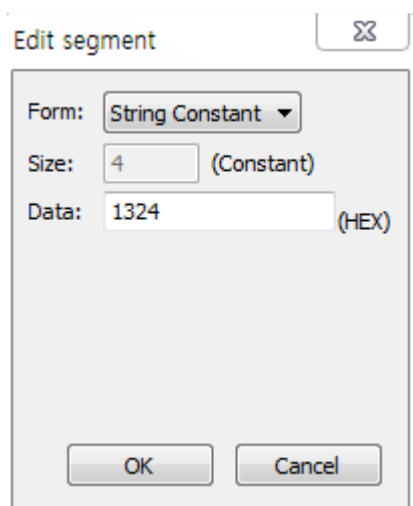 Edit segment
Form: String Constant
Size: 4 (Constant)
Data: 1324 (HEX)
OK Cancel